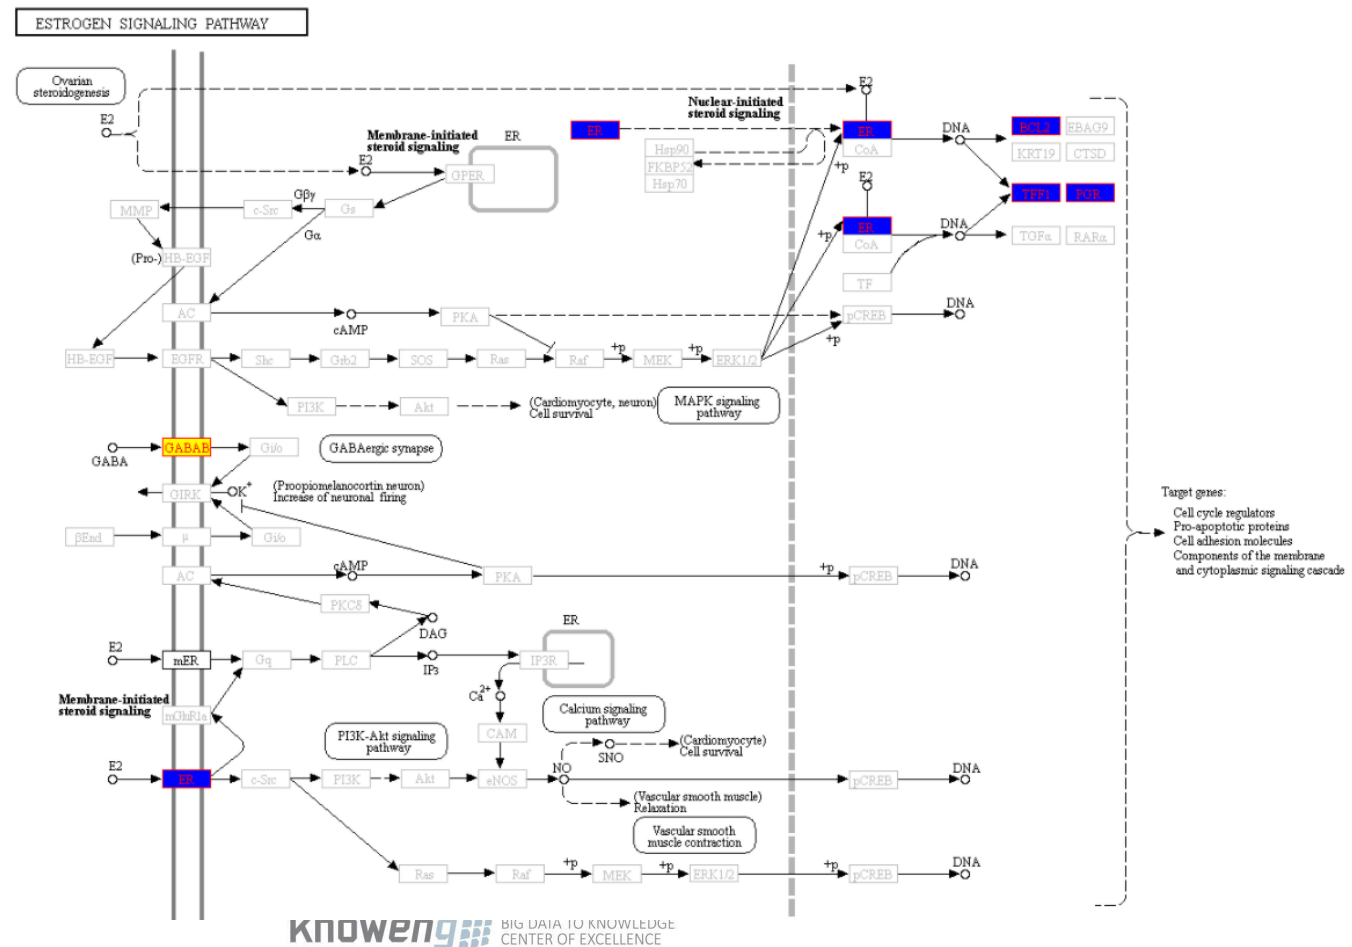 ESTROGEN SIGNALING PATHWAY
Ovarian
steroidogenesis
E2
E2
Nuclear-initiated
steroid signaling
ER
Membrane-initiated
steroid signaling
ER
ER
CoA
DNA
BCL2
EBAG9
KRT19
CTSD
Hsp90
FKBP52
Hsp70
E2
GPER
+p
E2
TFF1
PGR
MMP
c-Src
Gβγ
Gs
Gα
ER
CoA
+p
DNA
TGFα
RARα
(Pro-)
HB-EGF
TF
AC
cAMP
PKA
pCREB
DNA
+p
HB-EGF
EGFR
Shc
Grb2
SOS
Ras
Raf
+p
MEK
+p
ERK1/2
PI3K
Akt
(Cardiomyocyte, neuron)
Cell survival
MAPK signaling
pathway
GABA
GABAB
Gi/o
GABAergic synapse
GIRK
K+
(Proopiomelanocortin neuron)
Increase of neuronal firing
βEnd
μ
Gi/o
Target genes:
Cell cycle regulators
Pro-apoptotic proteins
Cell adhesion molecules
Components of the membrane
and cytoplasmic signaling cascade
AC
cAMP
PKA
+p
pCREB
DNA
PKCδ
DAG
ER
E2
mER
Gq
PLC
IP3
IP3R
Membrane-initiated
steroid signaling
mGluR1a
Ca2+
Calcium signaling
pathway
PI3K-Akt signaling
pathway
CAM
(Cardiomyocyte)
Cell survival
SNO
E2
ER
c-Src
PI3K
Akt
eNOS
NO
pCREB
DNA
(Vascular smooth muscle)
Relaxation
Vascular smooth
muscle contraction
Ras
Raf
+p
MEK
+p
ERK1/2
+p
pCREB
DNA
Knoweng
BIG DATA TO KNOWLEDGE
CENTER OF EXCELLENCE